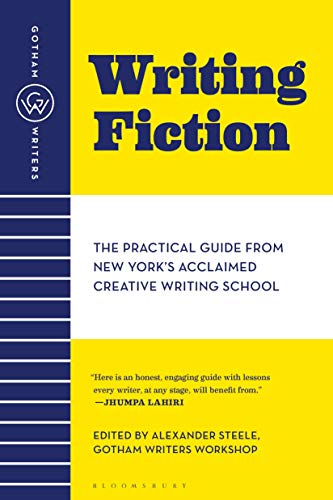 GOTHAM
GW
WRITERS
Writing
Fiction
THE PRACTICAL GUIDE FROM
NEW YORK'S ACCLAIMED
CREATIVE WRITING SCHOOL
"Here is an honest, engaging guide with lessons
every writer, at any stage, will benefit from."
—JHUMPA LAHIRI
EDITED BY ALEXANDER STEELE,
GOTHAM WRITERS WORKSHOP
BLOOMSBURY